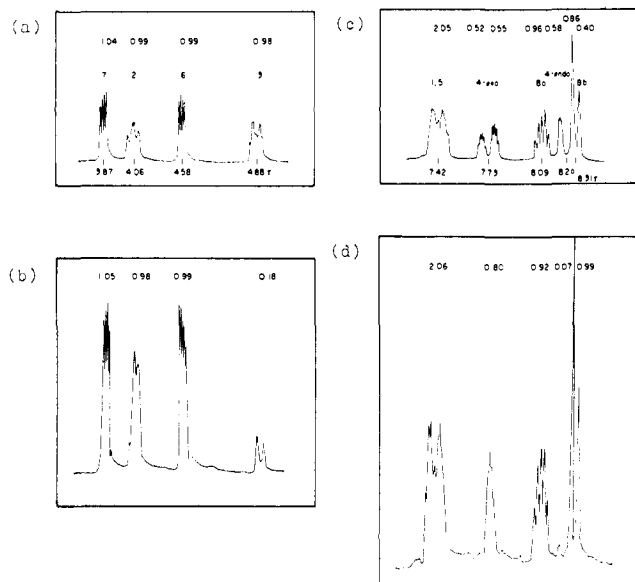 (a)
1.04 0.99 0.99 0.98
7 2 6 3
3.87 4.06 4.58 4.88 τ
(b)
1.05 0.98 0.99 0.18
(c)
0.86
2.05 0.52 0.55 0.96 0.58 0.40
4-endo
1,5 4-exo 8a 8b
7.42 7.79 8.09 8.20
8.91 τ
(d)
2.06 0.80 0.92 0.07 0.99